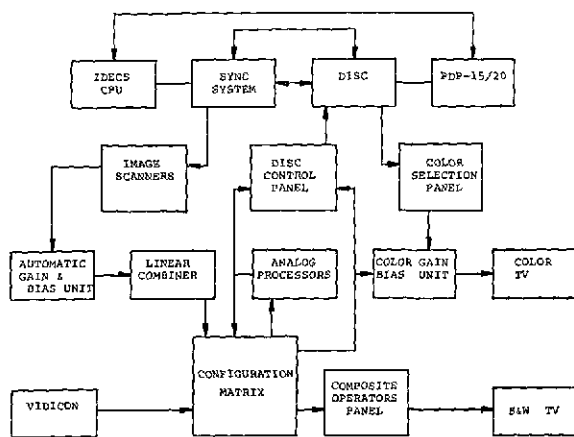 IDECS
CPU
SYNC
SYSTEM
DISC
PDP-15/20
IMAGE
SCANNERS
DISC
CONTROL
PANEL
COLOR
SELECTION
PANEL
AUTOMATIC
GAIN &
BIAS UNIT
LINEAR
COMBINER
ANALOG
PROCESSORS
COLOR GAIN
BIAS UNIT
COLOR
TV
CONFIGURATION
MATRIX
VIDICON
COMPOSITE
OPERATORS
PANEL
B&W TV